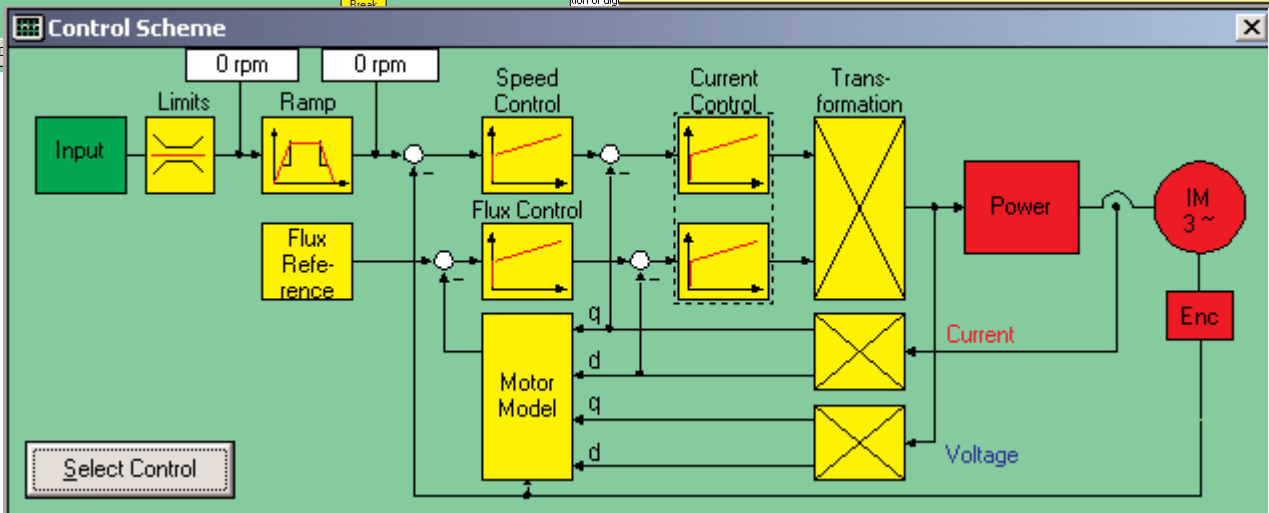 Break
Control Scheme
0 rpm
0 rpm
Limits
Ramp
Speed
Control
Current
Control
Trans-
formation
Input
Flux Control
Flux
Refe-
rence
Power
IM
3 ~
Enc
q
d
q
d
Motor
Model
Current
Voltage
Select Control